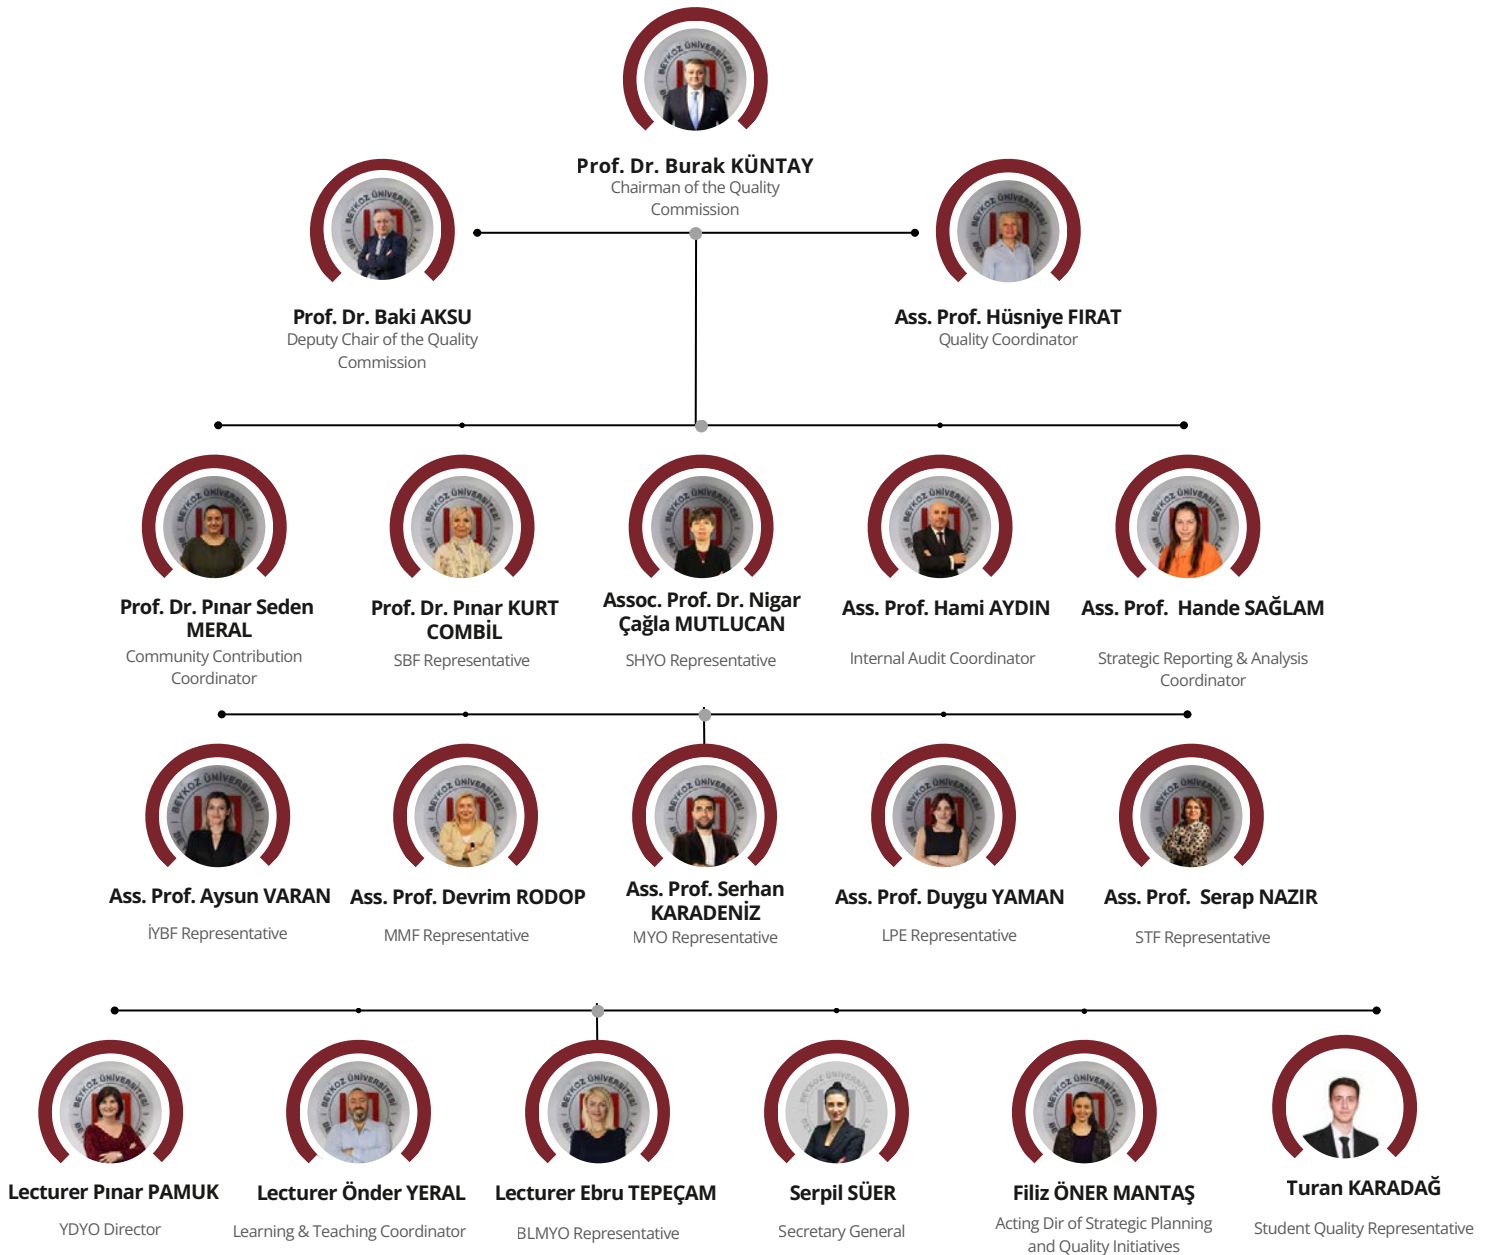 BEYKOZ ÜNİVERSİTESİ
Prof. Dr. Burak KÜNTAY
Chairman of the Quality
Commission
Prof. Dr. Baki AKSU
Deputy Chair of the Quality
Commission
Ass. Prof. Hüsniye FIRAT
Quality Coordinator
Prof. Dr. Pınar Seden
MERAL
Community Contribution
Coordinator
Prof. Dr. Pınar KURT
COMBİL
SBF Representative
Assoc. Prof. Dr. Nigar
Çağla MUTLUCAN
SHYO Representative
Ass. Prof. Hami AYDIN
Internal Audit Coordinator
Ass. Prof. Hande SAĞLAM
Strategic Reporting & Analysis
Coordinator
Ass. Prof. Aysun VARAN
İYBF Representative
Ass. Prof. Devrim RODOP
MMF Representative
Ass. Prof. Serhan
KARADENİZ
MYO Representative
Ass. Prof. Duygu YAMAN
LPE Representative
Ass. Prof. Serap NAZIR
STF Representative
Lecturer Pınar PAMUK
YDYO Director
Lecturer Önder YERAL
Learning & Teaching Coordinator
Lecturer Ebru TEPEÇAM
BLMYO Representative
Serpil SÜER
Secretary General
Filiz ÖNER MANTAŞ
Acting Dir of Strategic Planning
and Quality Initiatives
Turan KARADAĞ
Student Quality Representative